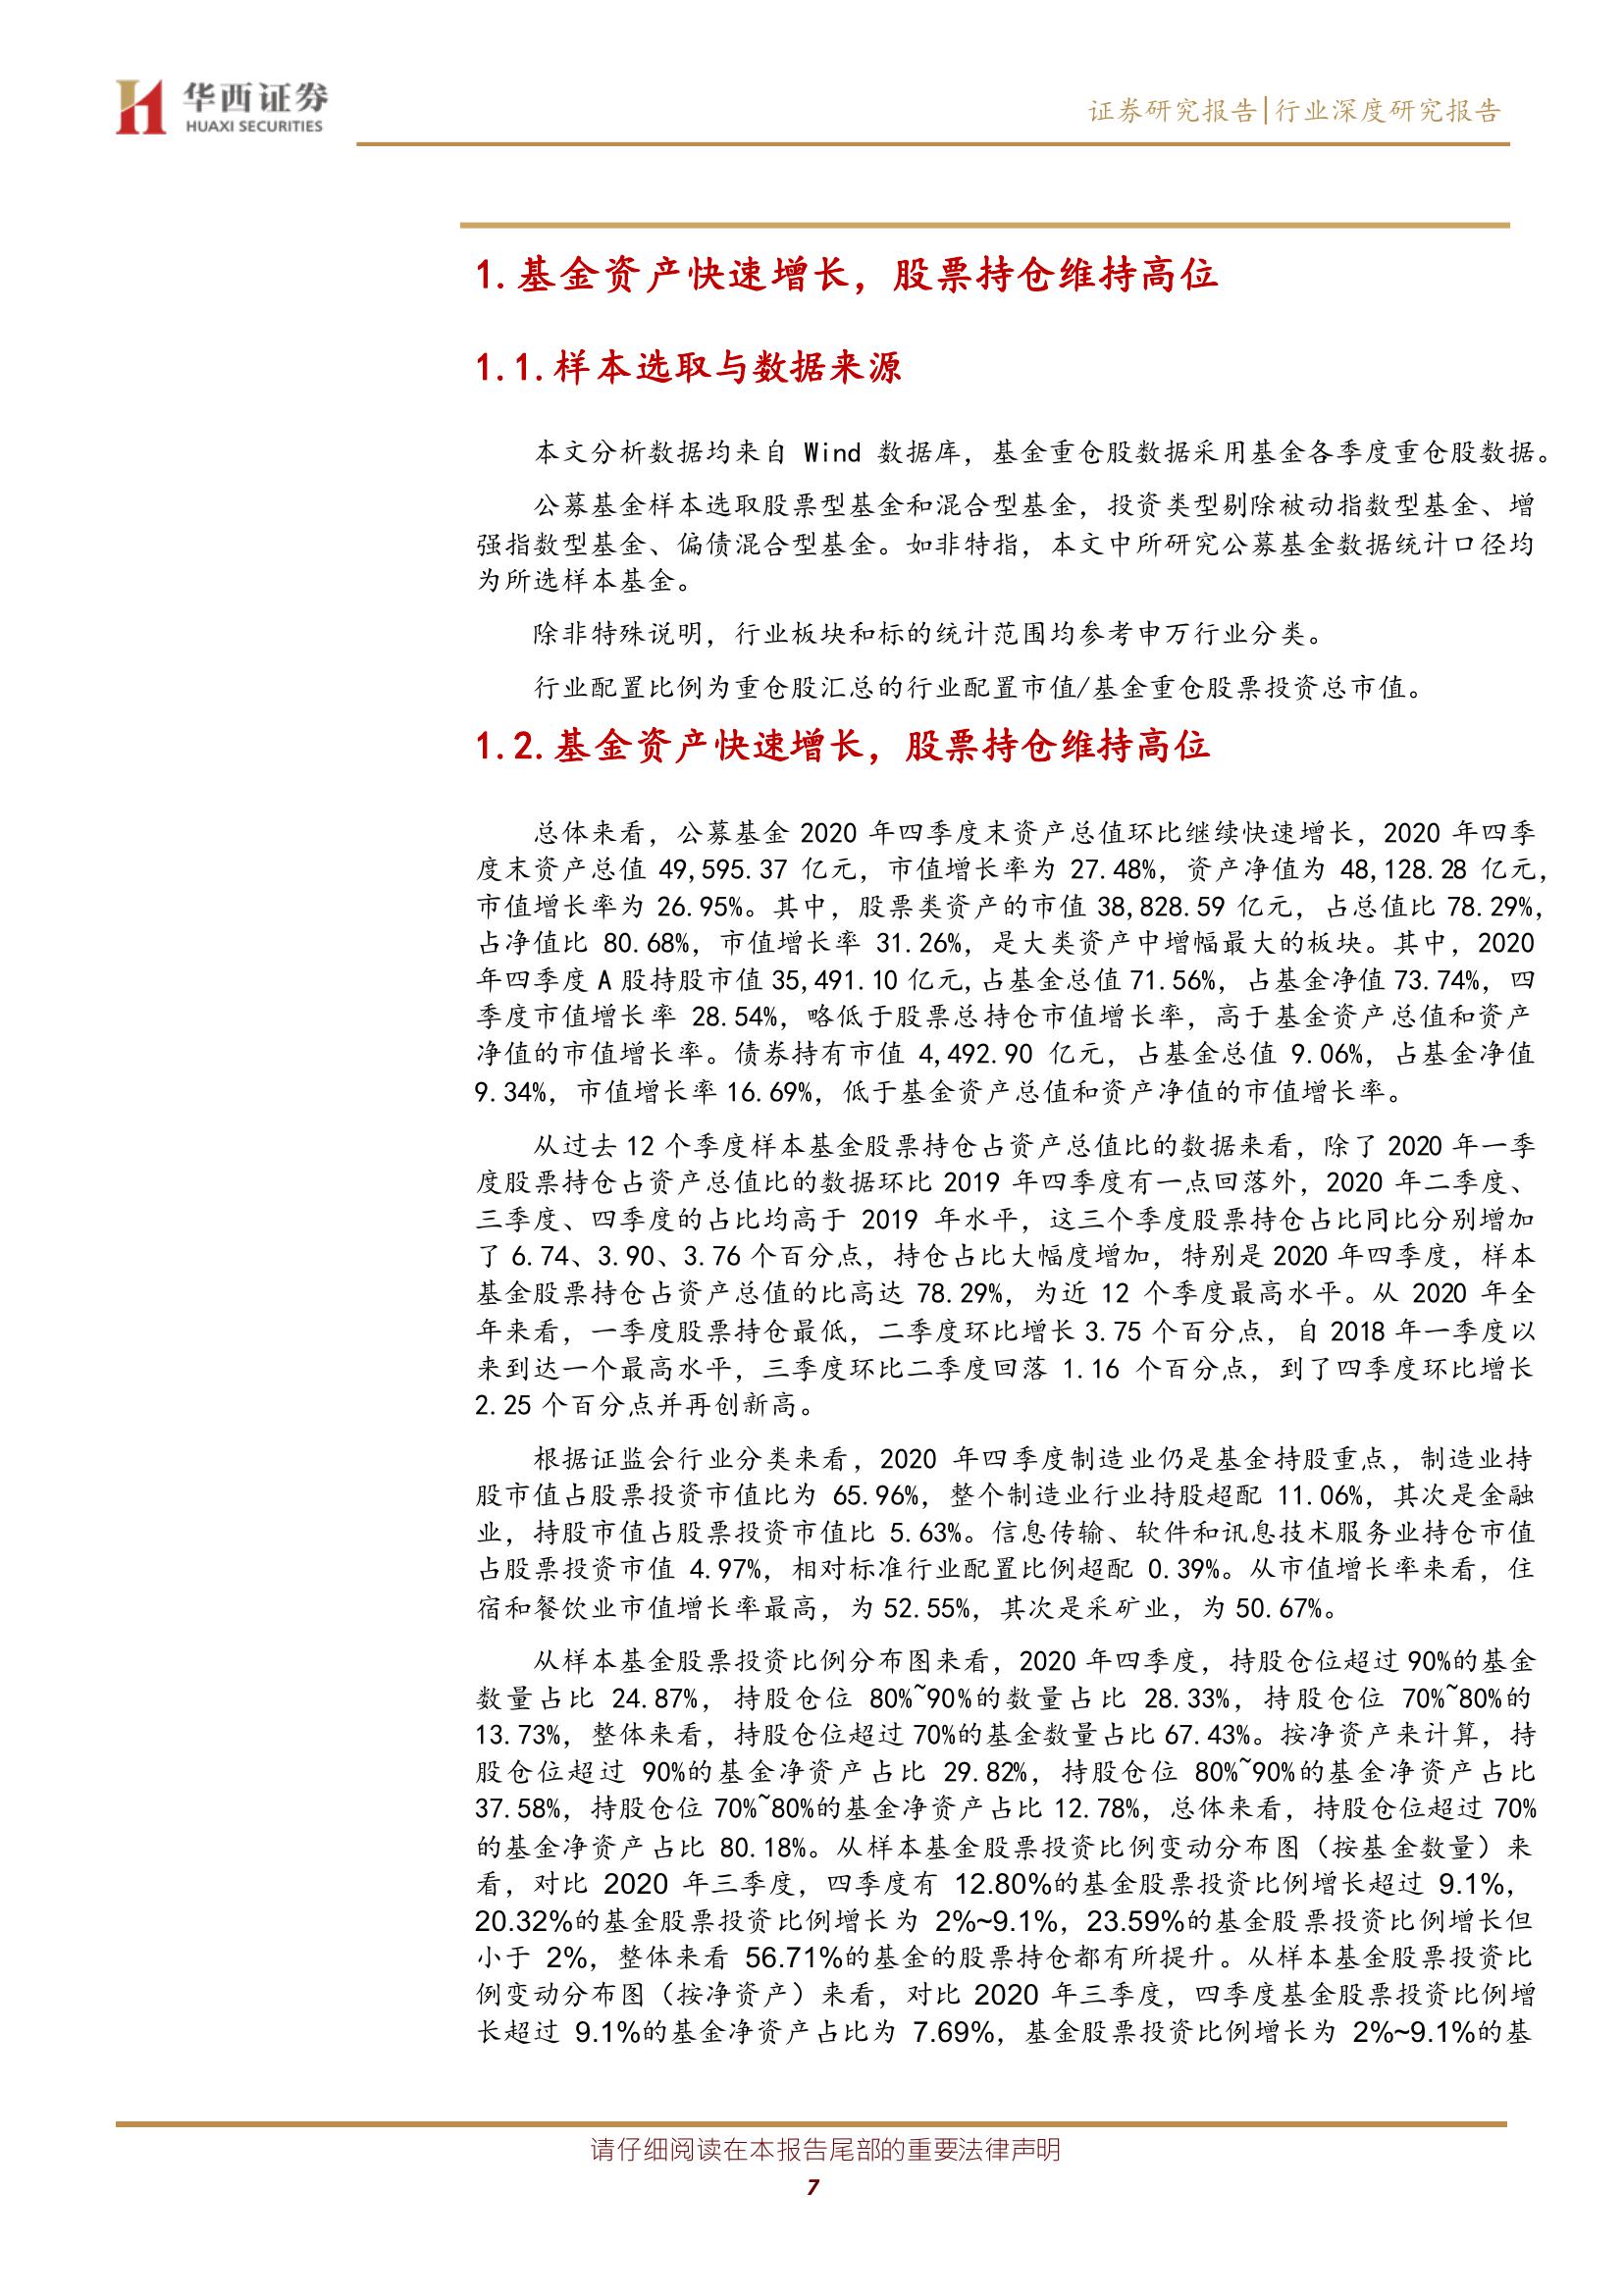 华西证券
HUAXI SECURITIES
证券研究报告|行业深度研究报告
1.基金资产快速增长，股票持仓维持高位
1.1.样本选取与数据来源
本文分析数据均来自 Wind 数据库，基金重仓股数据采用基金各季度重仓股数据。
公募基金样本选取股票型基金和混合型基金，投资类型剔除被动指数型基金、增
强指数型基金、偏债混合型基金。如非特指，本文中所研究公募基金数据统计口径均
为所选样本基金。
除非特殊说明，行业板块和标的统计范围均参考申万行业分类。
行业配置比例为重仓股汇总的行业配置市值/基金重仓股票投资总市值。
1.2.基金资产快速增长，股票持仓维持高位
总体来看，公募基金 2020 年四季度末资产总值环比继续快速增长，2020 年四季
度末资产总值 49,595.37 亿元，市值增长率为 27.48%，资产净值为 48,128.28 亿元，
市值增长率为 26.95%。其中，股票类资产的市值 38,828.59 亿元，占总值比 78.29%，
占净值比 80.68%，市值增长率 31.26%，是大类资产中增幅最大的板块。其中，2020
年四季度 A 股持股市值 35,491.10 亿元,占基金总值 71.56%，占基金净值 73.74%，四
季度市值增长率 28.54%，略低于股票总持仓市值增长率，高于基金资产总值和资产
净值的市值增长率。债券持有市值 4,492.90 亿元，占基金总值 9.06%，占基金净值
9.34%，市值增长率 16.69%，低于基金资产总值和资产净值的市值增长率。
从过去 12 个季度样本基金股票持仓占资产总值比的数据来看，除了 2020 年一季
度股票持仓占资产总值比的数据环比 2019 年四季度有一点回落外，2020 年二季度、
三季度、四季度的占比均高于 2019 年水平，这三个季度股票持仓占比同比分别增加
了 6.74、3.90、3.76 个百分点，持仓占比大幅度增加，特别是 2020 年四季度，样本
基金股票持仓占资产总值的比高达 78.29%，为近 12 个季度最高水平。从 2020 年全
年来看，一季度股票持仓最低，二季度环比增长 3.75 个百分点，自 2018 年一季度以
来到达一个最高水平，三季度环比二季度回落 1.16 个百分点，到了四季度环比增长
2.25 个百分点并再创新高。
根据证监会行业分类来看，2020 年四季度制造业仍是基金持股重点，制造业持
股市值占股票投资市值比为 65.96%，整个制造业行业持股超配 11.06%，其次是金融
业，持股市值占股票投资市值比 5.63%。信息传输、软件和讯息技术服务业持仓市值
占股票投资市值 4.97%，相对标准行业配置比例超配 0.39%。从市值增长率来看，住
宿和餐饮业市值增长率最高，为 52.55%，其次是采矿业，为 50.67%。
从样本基金股票投资比例分布图来看，2020 年四季度，持股仓位超过 90%的基金
数量占比 24.87%，持股仓位 80%~90%的数量占比 28.33%，持股仓位 70%~80%的
13.73%，整体来看，持股仓位超过 70%的基金数量占比 67.43%。按净资产来计算，持
股仓位超过 90%的基金净资产占比 29.82%，持股仓位 80%~90%的基金净资产占比
37.58%，持股仓位 70%~80%的基金净资产占比 12.78%，总体来看，持股仓位超过 70%
的基金净资产占比 80.18%。从样本基金股票投资比例变动分布图（按基金数量）来
看，对比 2020 年三季度，四季度有 12.80%的基金股票投资比例增长超过 9.1%，
20.32%的基金股票投资比例增长为 2%~9.1%，23.59%的基金股票投资比例增长但
小于 2%，整体来看 56.71%的基金的股票持仓都有所提升。从样本基金股票投资比
例变动分布图（按净资产）来看，对比 2020 年三季度，四季度基金股票投资比例增
长超过 9.1%的基金净资产占比为 7.69%，基金股票投资比例增长为 2%~9.1%的基
请仔细阅读在本报告尾部的重要法律声明
7